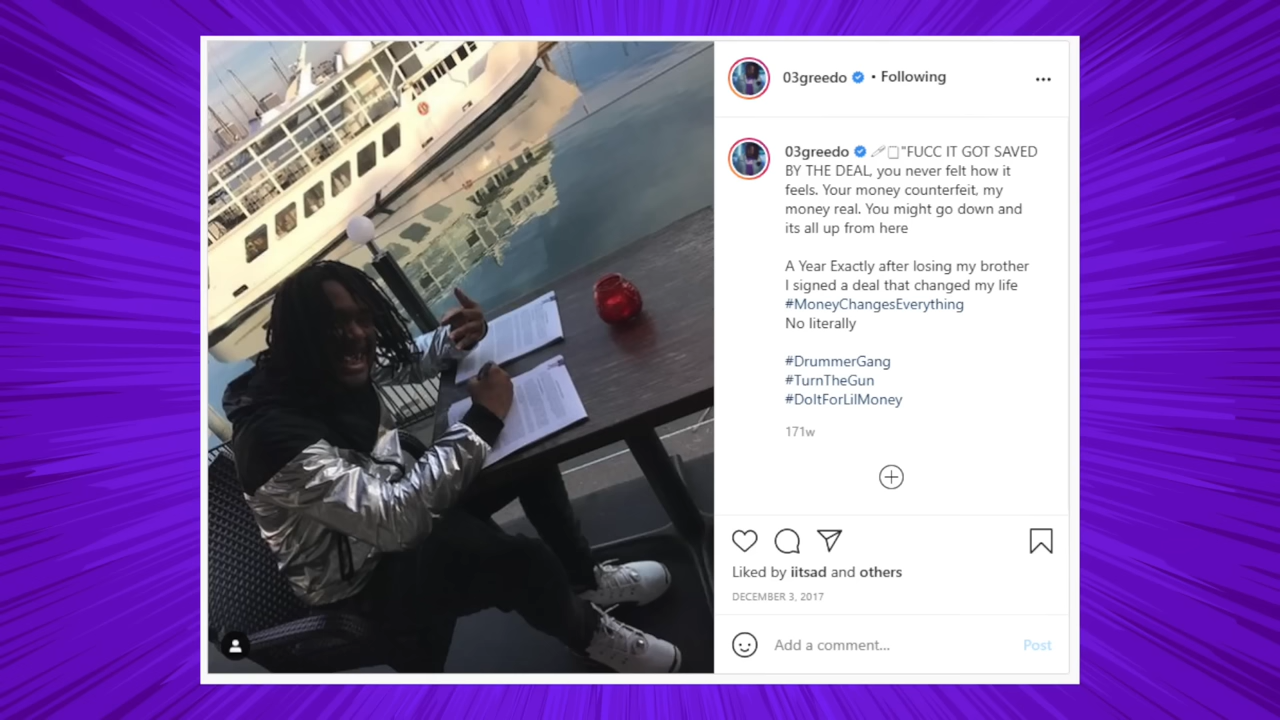 03greedo • Following
03greedo "FUCC IT GOT SAVED
BY THE DEAL, you never felt how it
feels. Your money counterfeit, my
money real. You might go down and
its all up from here
A Year Exactly after losing my brother
I signed a deal that changed my life
#MoneyChangesEverything
No literally
#DrummerGang
#TurnTheGun
#DoItForLilMoney
171w
Liked by iitsad and others
DECEMBER 3, 2017
Add a comment... Post